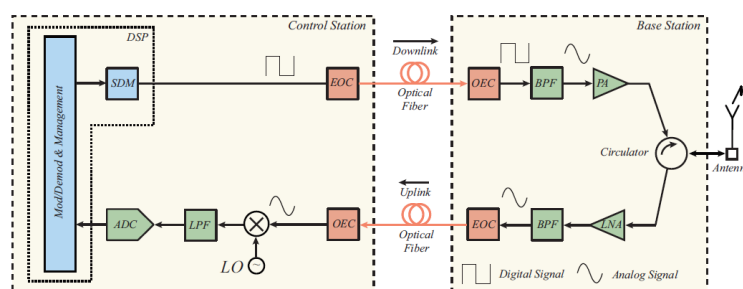 Control Station
Base Station
DSP
Mod/Demod & Management
SDM
EOC
Downlink
Optical
Fiber
OEC
BPF
PA
Circulator
Antenn
ADC
LPF
LO
OEC
Uplink
Optical
Fiber
EOC
BPF
LNA
Digital Signal
Analog Signal